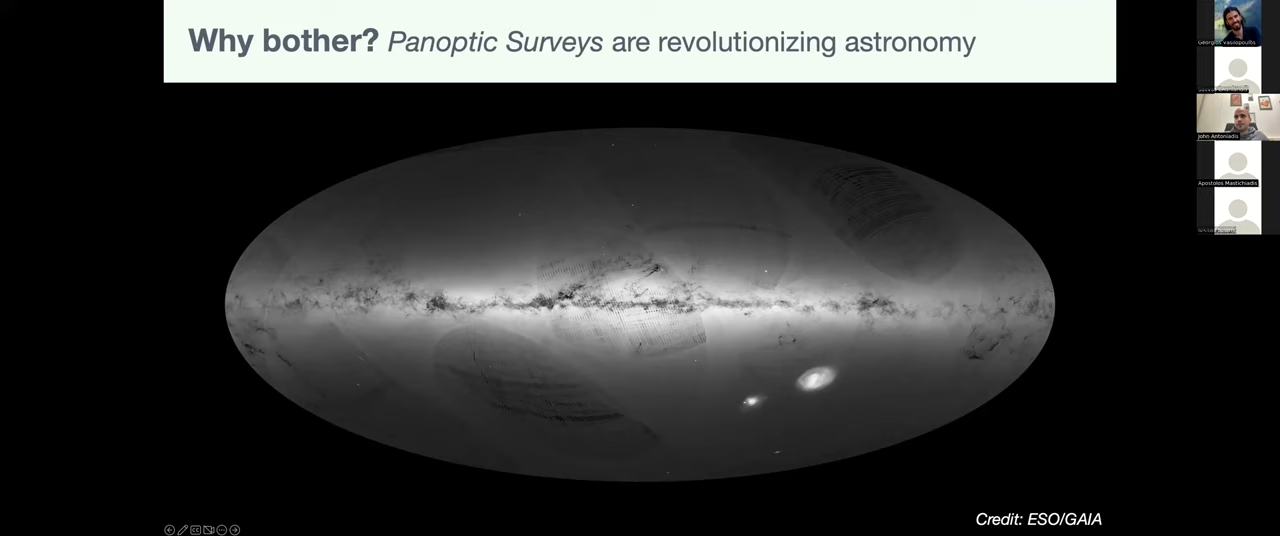 Why bother? Panoptic Surveys are revolutionizing astronomy
Georgios Vasilopoulos
John Antoniadis
Apostolos Mastichiadis
Credit: ESO/GAIA